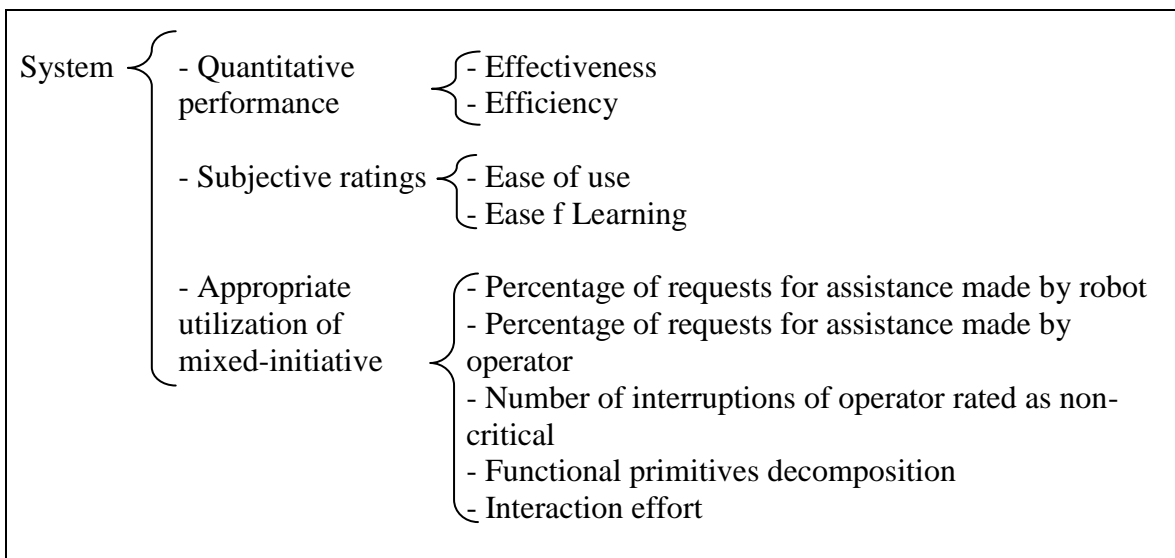 System
- Quantitative
performance
- Effectiveness
- Efficiency
- Subjective ratings
- Ease of use
- Ease f Learning
- Appropriate
utilization of
mixed-initiative
- Percentage of requests for assistance made by robot
- Percentage of requests for assistance made by
operator
- Number of interruptions of operator rated as non-
critical
- Functional primitives decomposition
- Interaction effort